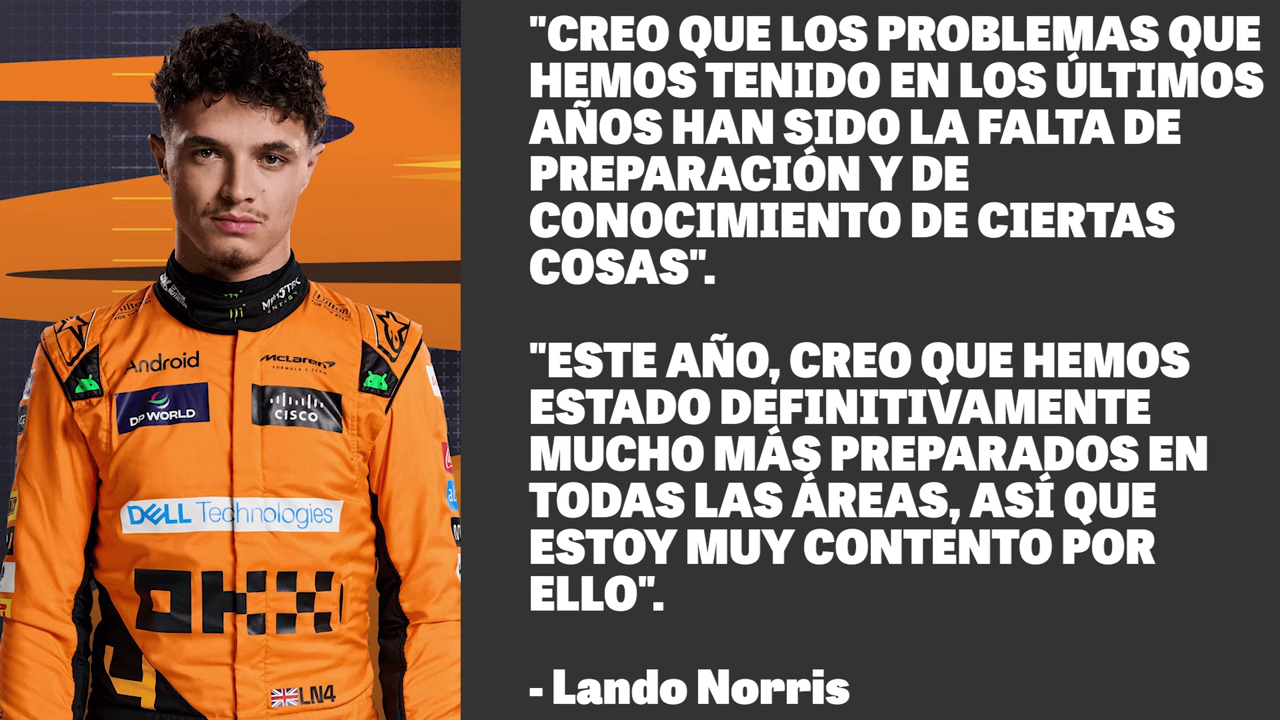 "CREO QUE LOS PROBLEMAS QUE
HEMOS TENIDO EN LOS ÚLTIMOS
AÑOS HAN SIDO LA FALTA DE
PREPARACIÓN Y DE
CONOCIMIENTO DE CIERTAS
COSAS".
"ESTE AÑO, CREO QUE HEMOS
ESTADO DEFINITIVAMENTE
MUCHO MÁS PREPARADOS EN
TODAS LAS ÁREAS, ASÍ QUE
ESTOY MUY CONTENTO POR
ELLO".
- Lando Norris
MONSTER
ENERGY
Android
McLaren
FORMULA 1 TEAM
DP WORLD
CISCO
DELL Technologies
OKX
4
LN4